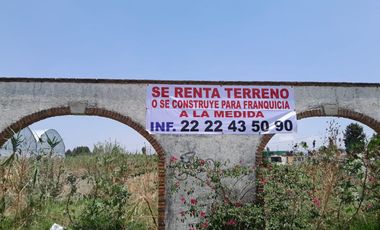 SE RENTA TERRENO
O SE CONSTRUYE PARA FRANQUICIA
A LA MEDIDA
INF. 22 22 43 50 90